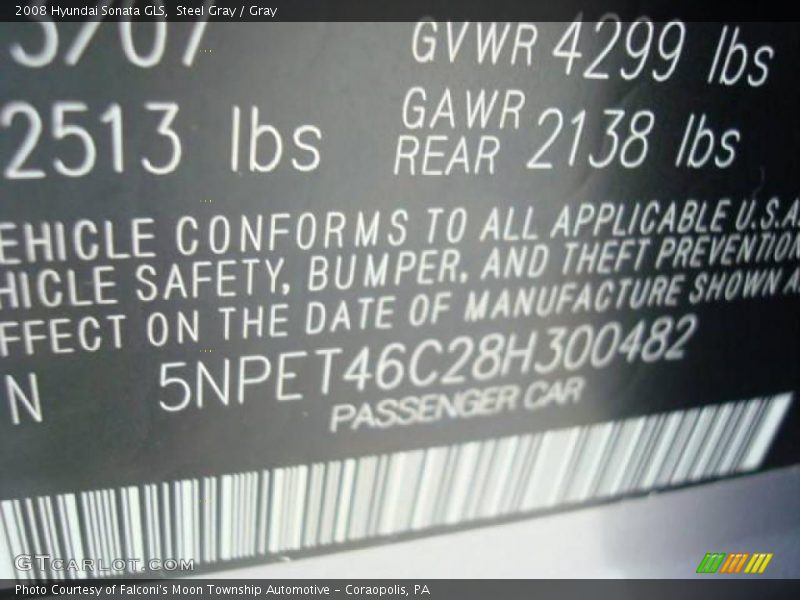 2008 Hyundai Sonata GLS, Steel Gray / Gray
GVWR 4299 lbs
2513 lbs
GAWR REAR 2138 lbs
EHICLE CONFORMS TO ALL APPLICABLE U.S.A
HICLE SAFETY, BUMPER, AND THEFT PREVENTION
FFECT ON THE DATE OF MANUFACTURE SHOWN A
N 5NPET46C28H300482
PASSENGER CAR
GTCarLot.com
Photo Courtesy of Falconi's Moon Township Automotive - Coraopolis, PA